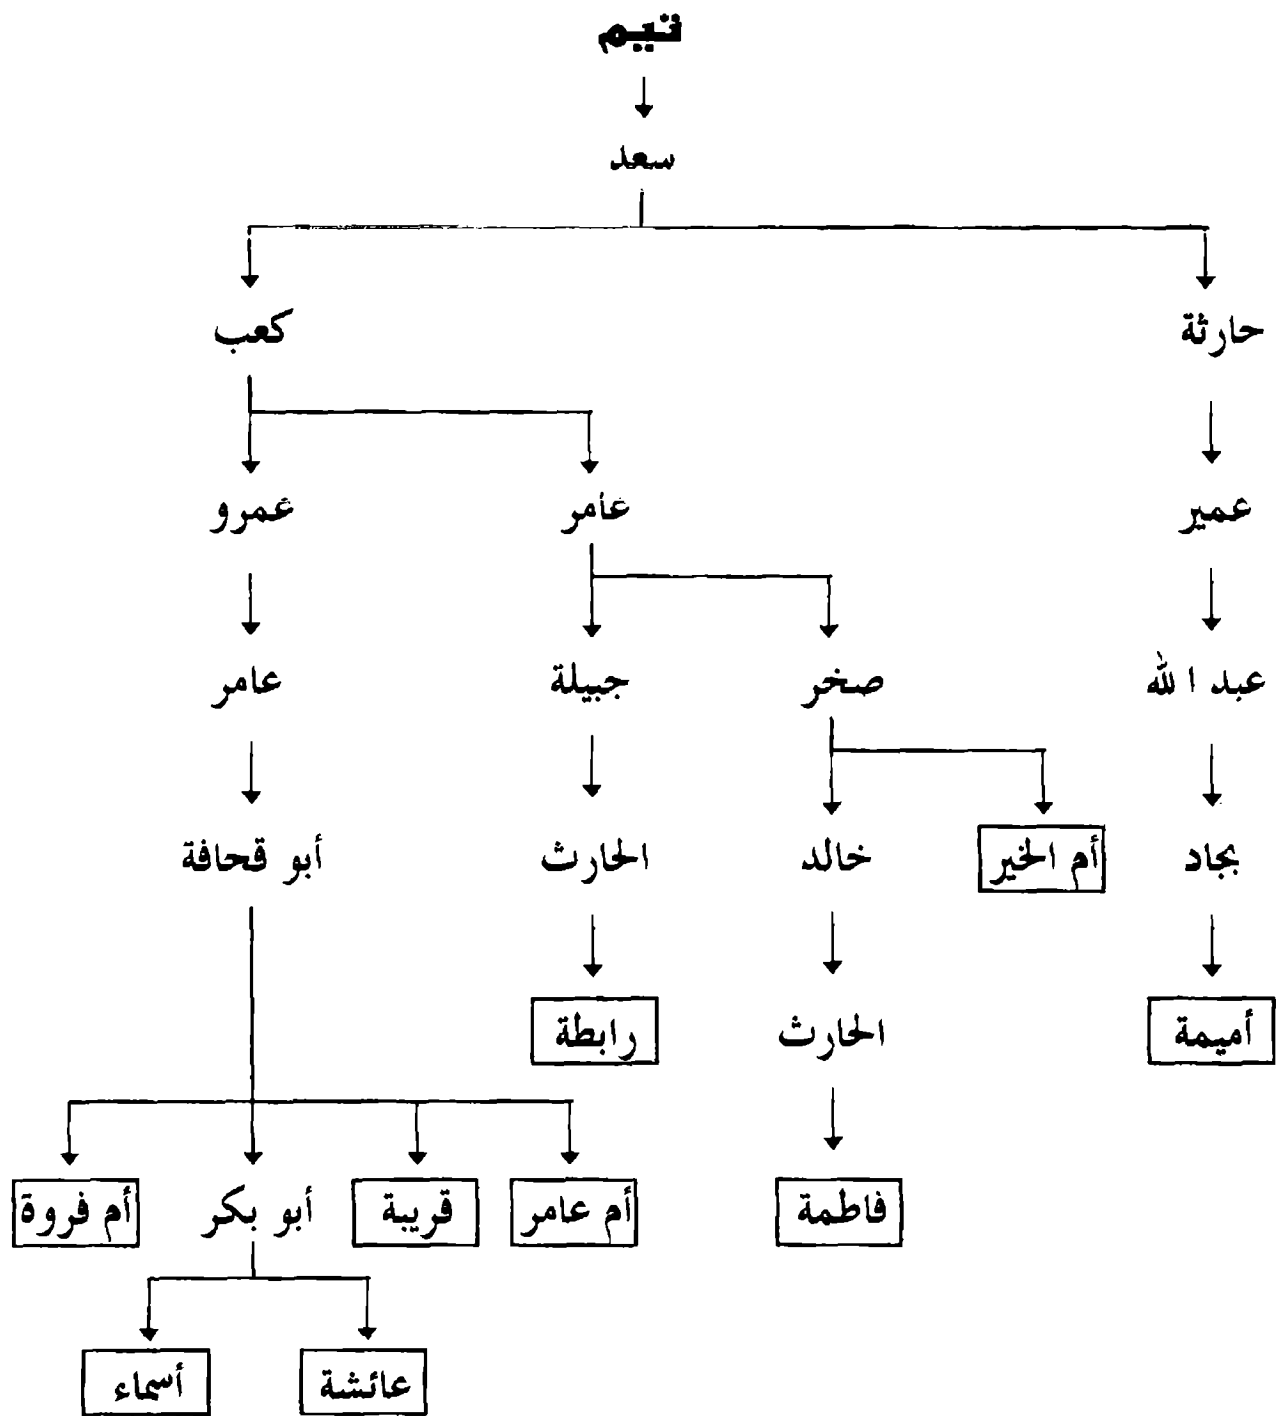 تيم
سعد
حارثة كعب
عمير عامر عمرو
عبد الله صخر جبيلة عامر
بجاد أم الخير خالد الحارث أبو قحافة
أميمة الحارث رابطة
فاطمة أم عامر قريبة أبو بكر أم فروة
عائشة أسماء